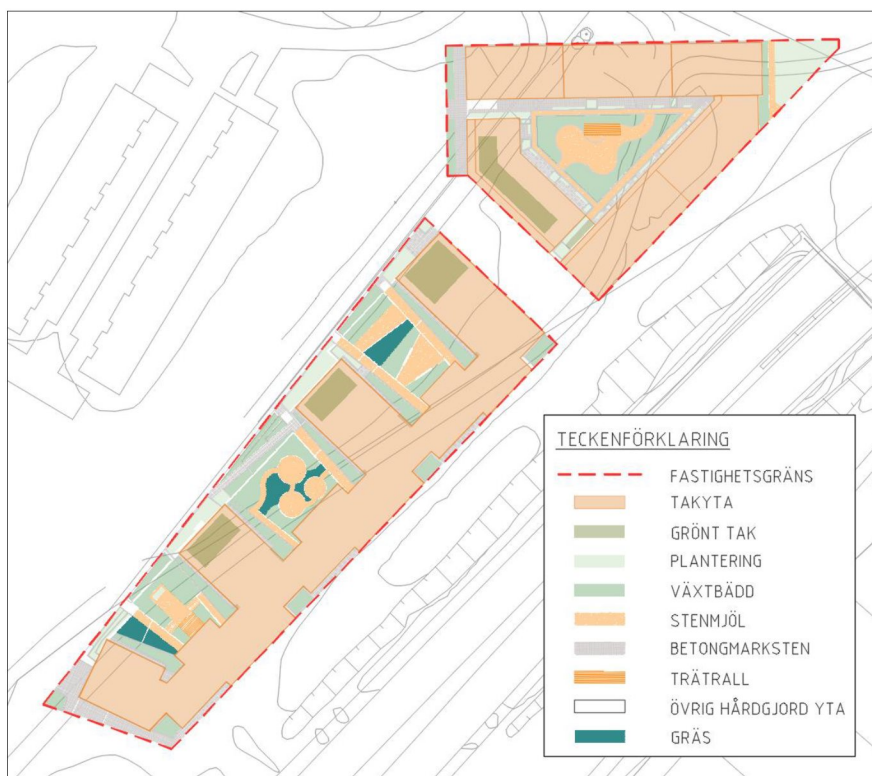 TECKENFÖRKLARING
FASTIGHETSGRÄNS
TAKYTA
GRÖNT TAK
PLANTERING
VÄXTBÄDD
STENMJÖL
BETONGMARKSTEN
TRÄTRALL
ÖVRIG HÅRDGJORD YTA
GRÄS